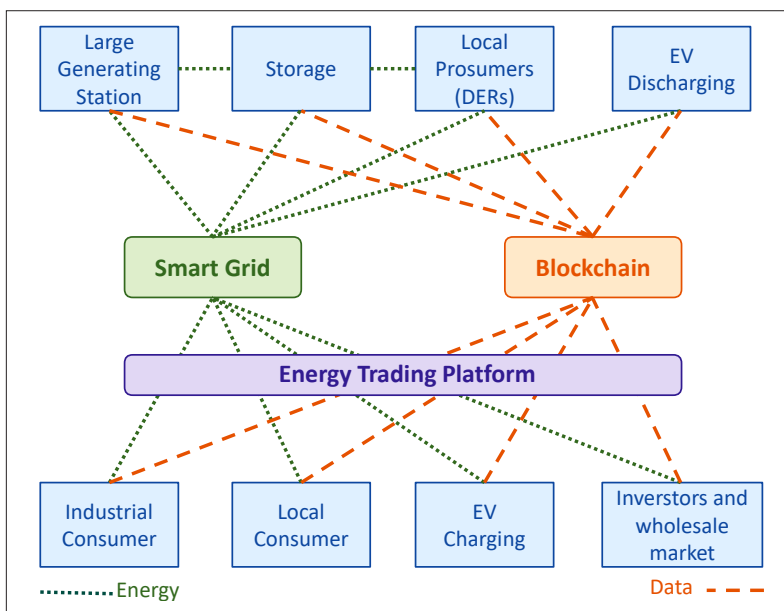 Large
Generating
Station
Storage
Local
Prosumers
(DERs)
EV
Discharging
Smart Grid
Blockchain
Energy Trading Platform
Industrial
Consumer
Local
Consumer
EV
Charging
Inverstors and
wholesale
market
Energy
Data